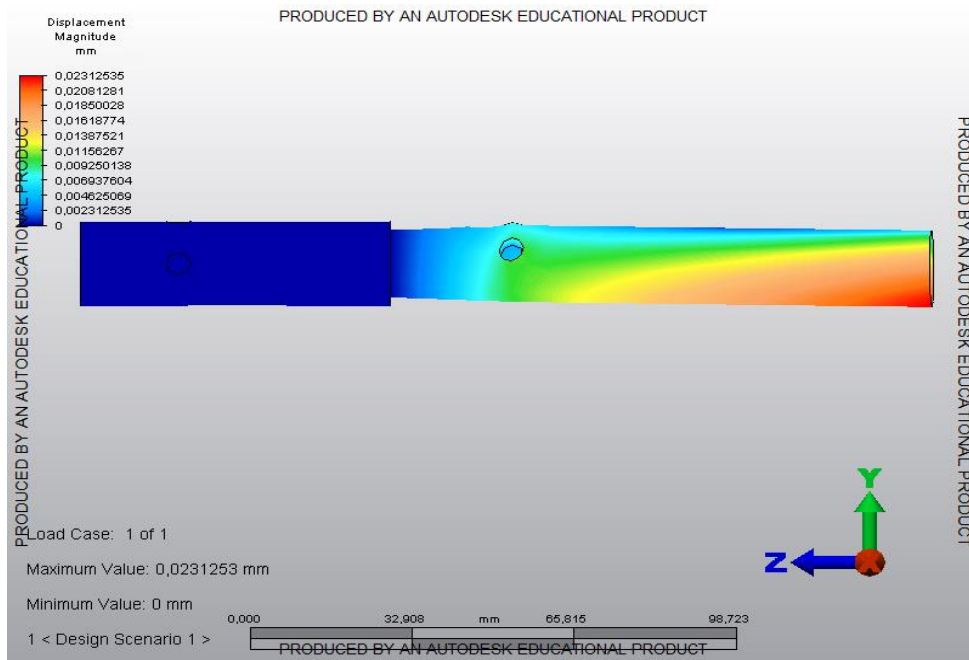 PRODUCED BY AN AUTODESK EDUCATIONAL PRODUCT
Displacement
Magnitude
mm
0,02312535
0,02081281
0,01850028
0,01618774
0,01387521
0,01156267
0,009250138
0,006937604
0,004625069
0,002312535
0
PRODUCED BY AN AUTODESK EDUCATIONAL PRODUCT
PRODUCED BY AN AUTODESK EDUCATIONAL PRODUCT
Y
Z
X
Load Case: 1 of 1
Maximum Value: 0,0231253 mm
Minimum Value: 0 mm
0,000 32,908 mm 65,815 98,723
1 < Design Scenario 1 >
PRODUCED BY AN AUTODESK EDUCATIONAL PRODUCT